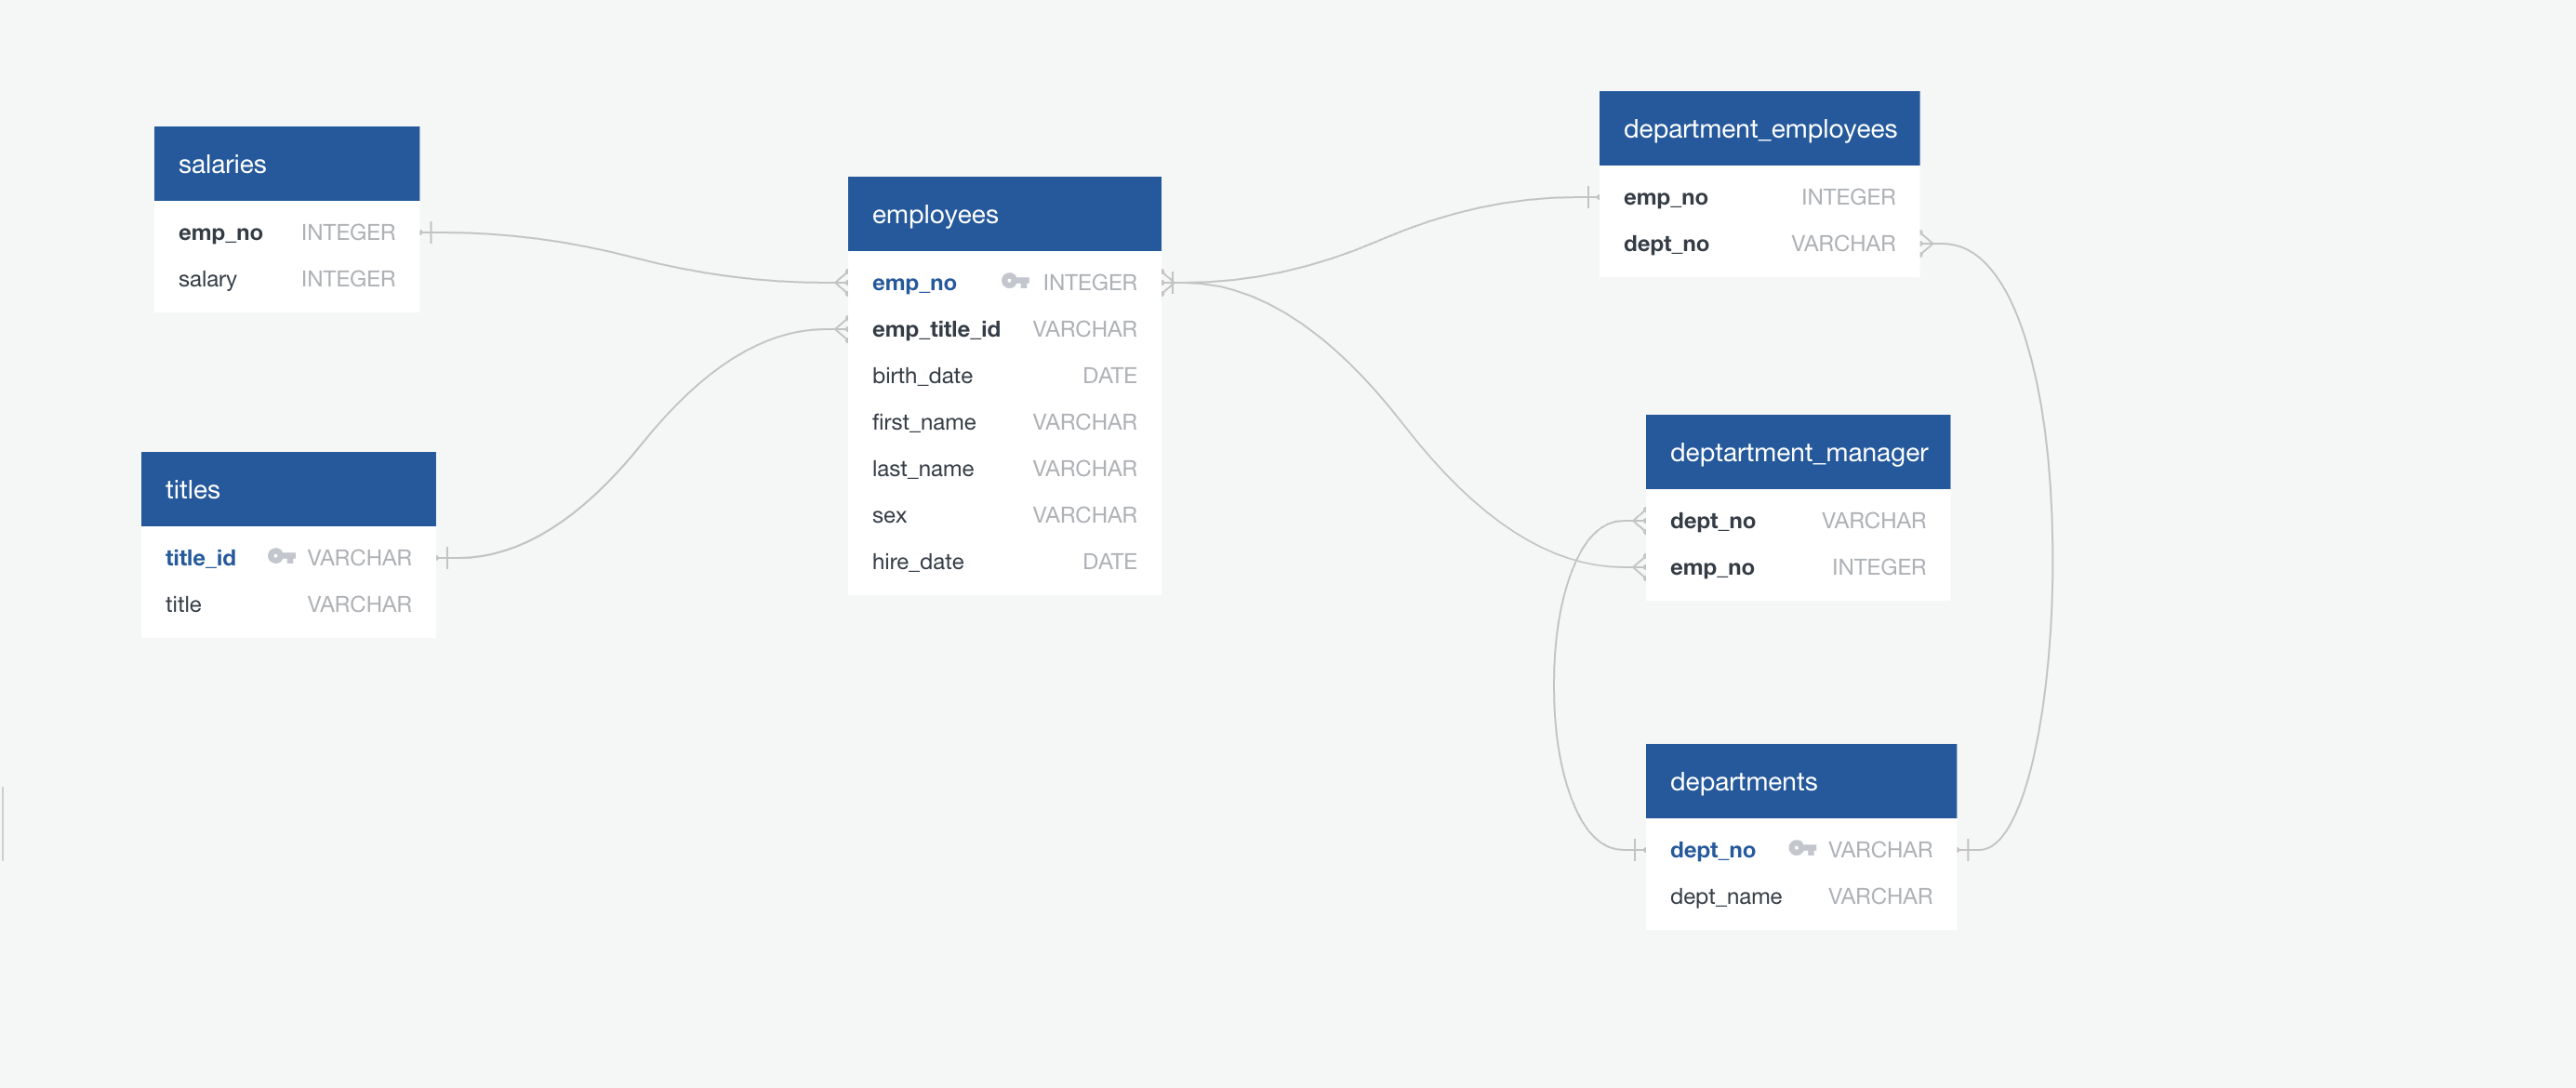 salaries
emp_no INTEGER
salary INTEGER
titles
title_id VARCHAR
title VARCHAR
employees
emp_no INTEGER
emp_title_id VARCHAR
birth_date DATE
first_name VARCHAR
last_name VARCHAR
sex VARCHAR
hire_date DATE
department_employees
emp_no INTEGER
dept_no VARCHAR
deptartment_manager
dept_no VARCHAR
emp_no INTEGER
departments
dept_no VARCHAR
dept_name VARCHAR